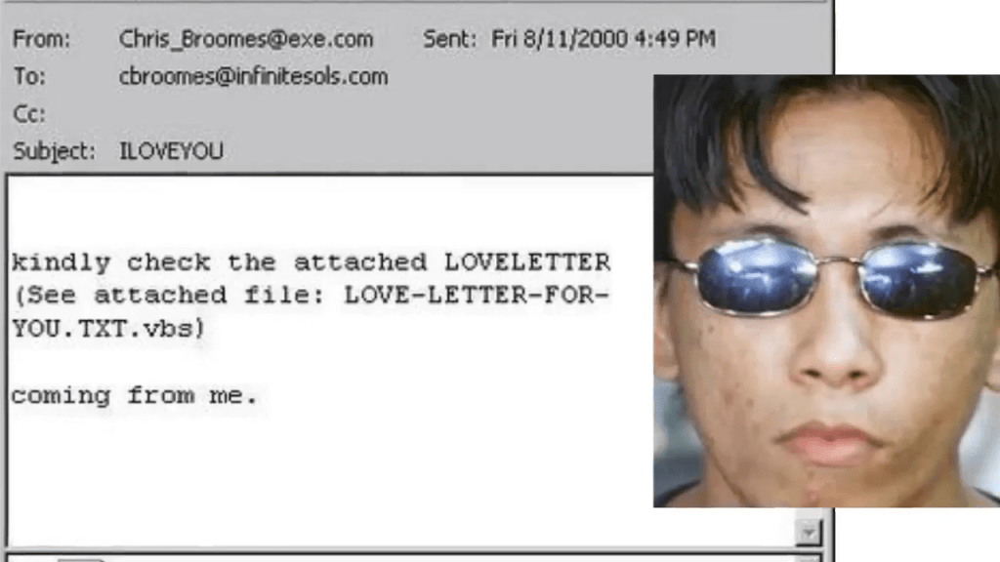 From: Chris_Broomes@exe.com Sent: Fri 8/11/2000 4:49 PM
To: cbroomes@infinitesols.com
Cc:
Subject: ILOVEYOU
kindly check the attached LOVELETTER
(See attached file: LOVE-LETTER-FOR-
YOU.TXT.vbs)
coming from me.